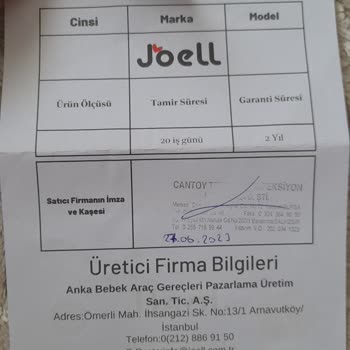 Cinsi Marka Model
Joell
Ürün Ölçüsü Tamir Süresi Garanti Süresi
20 iş günü 2 Yıl
Satıcı Firmanın İmza
ve Kaşesi
CANTOY
27.06.2023
Üretici Firma Bilgileri
Anka Bebek Araç Gereçleri Pazarlama Üretim
San. Tic. A.Ş.
Adres:Ömerli Mah. İhsangazi Sk. No:13/1 Arnavutköy/
İstanbul
Telefon:0(212) 886 91 50